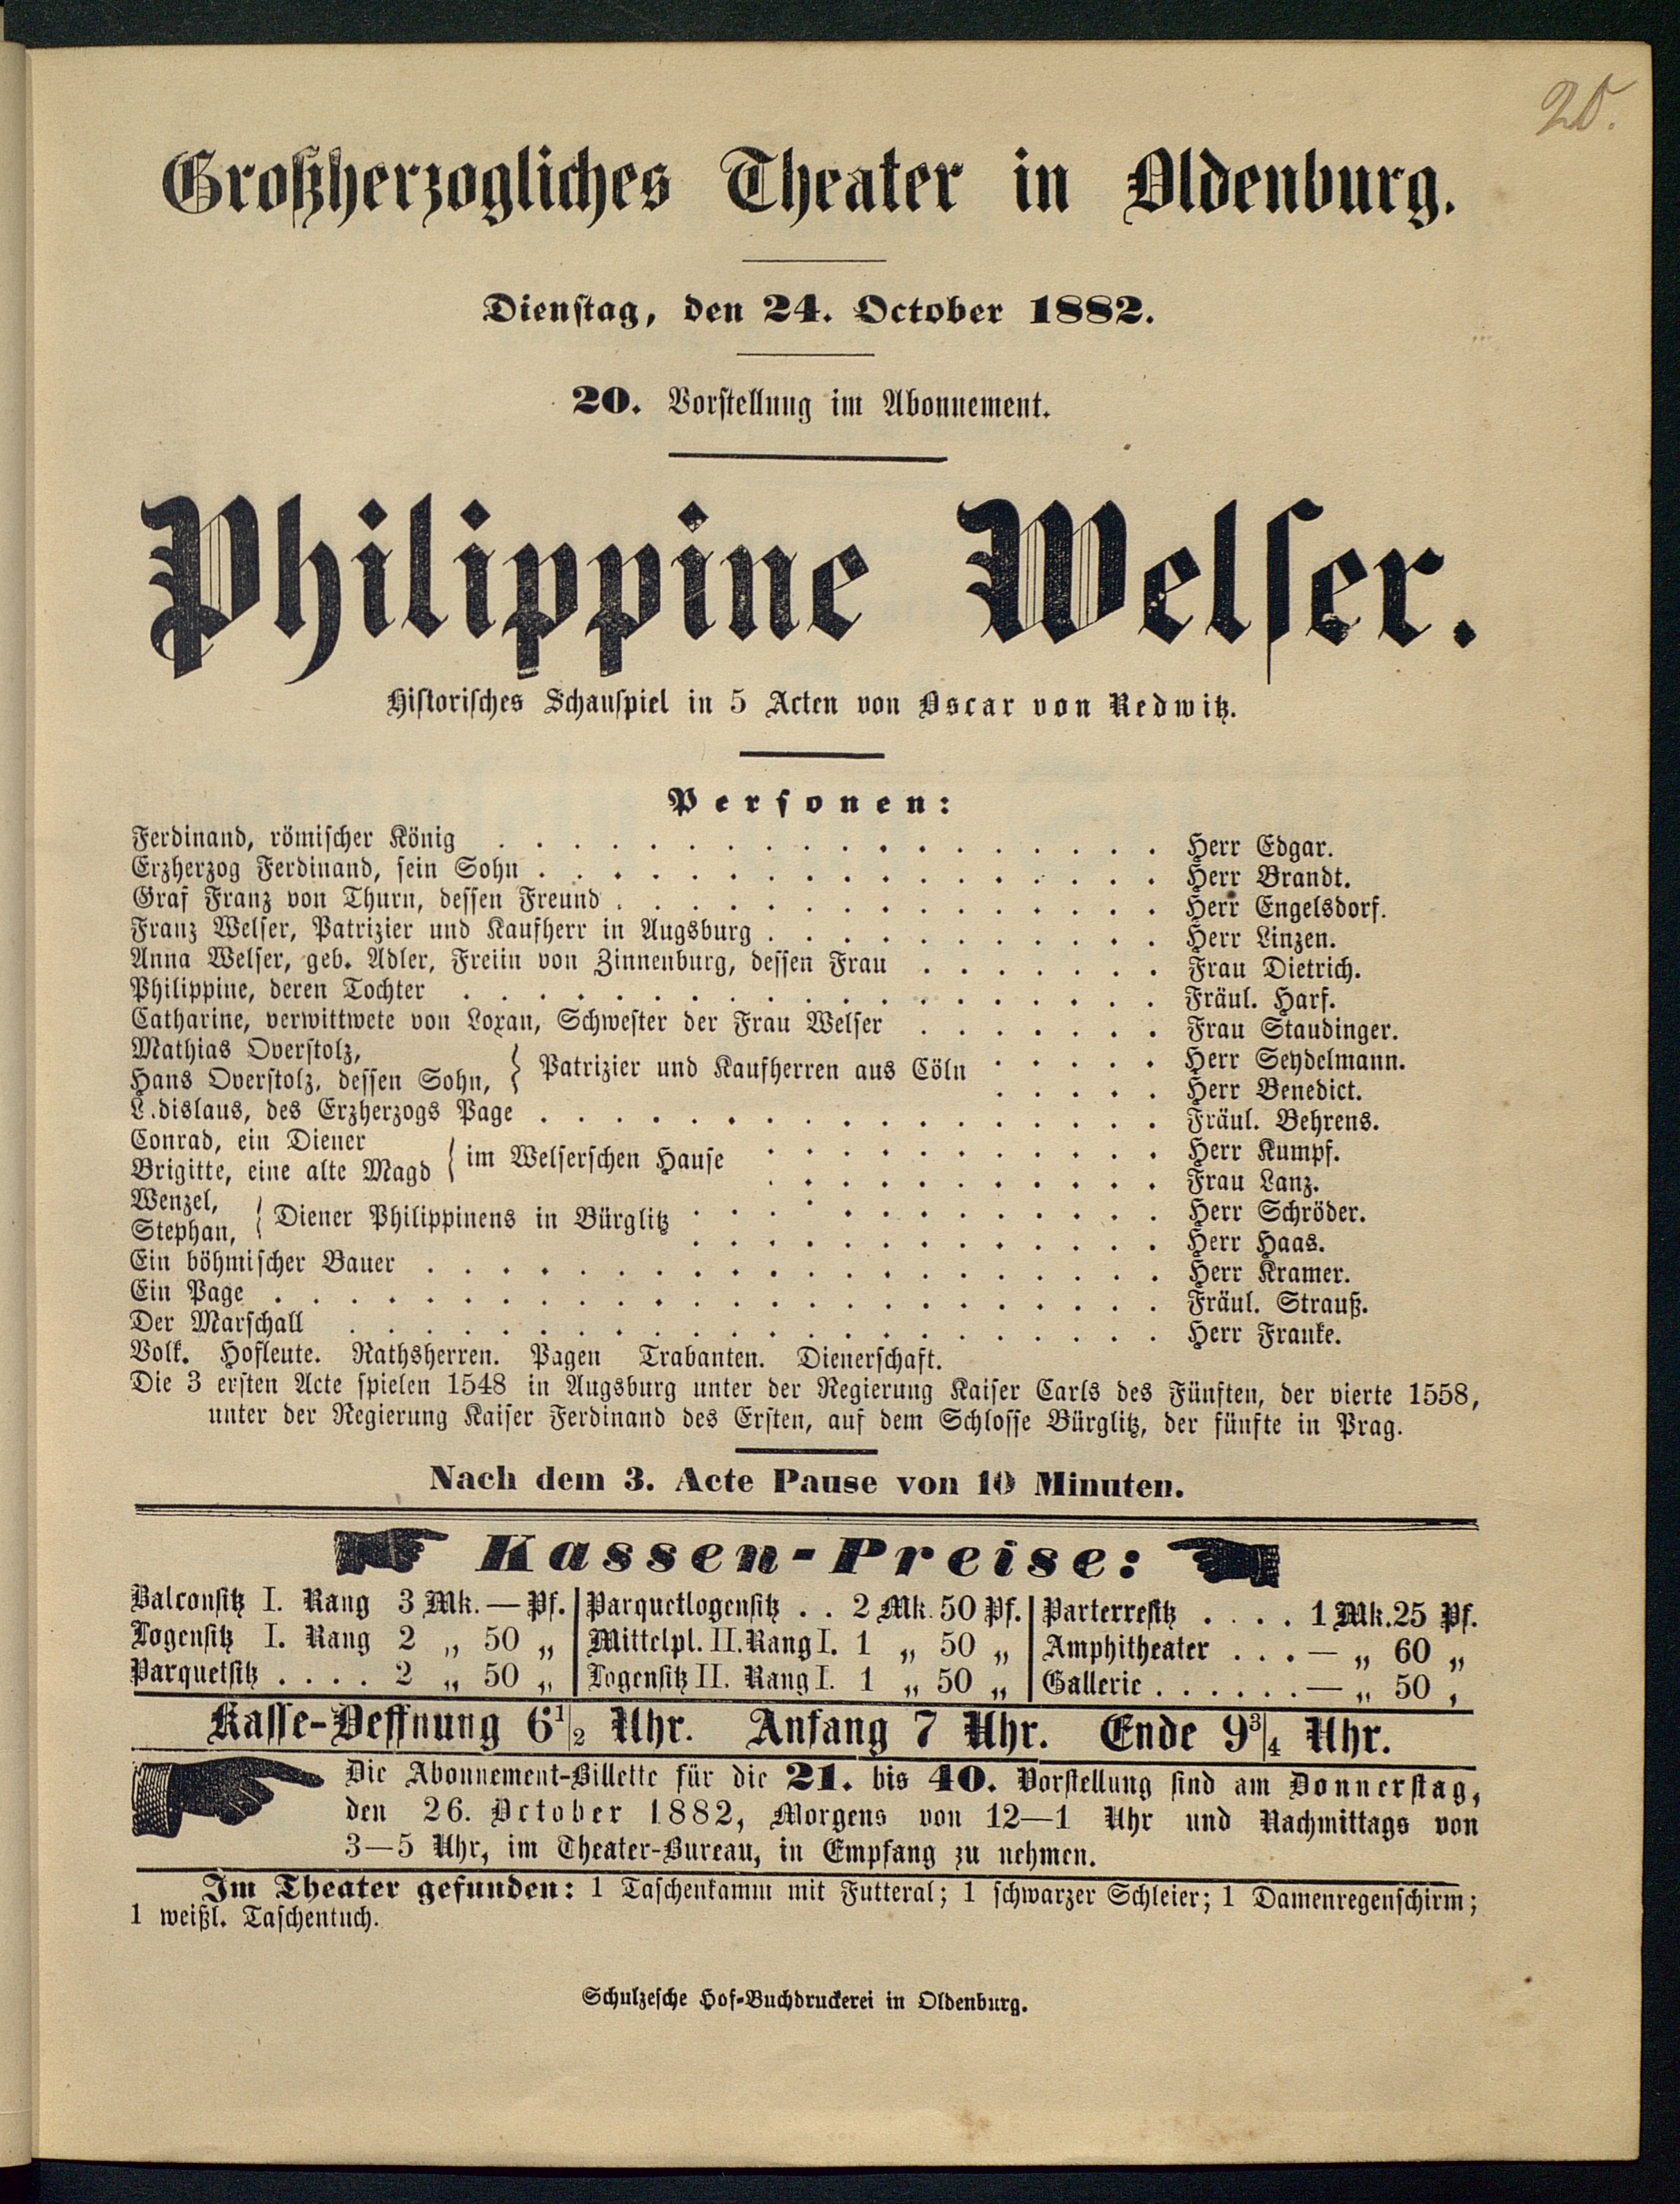 20.
Großherzogliches Theater in Oldenburg.
Dienstag, den 24. October 1882.
20. Vorstellung im Abonnement.
Philippine Welser.
Historisches Schauspiel in 5 Acten von Oscar von Redwitz.
Personen:
Ferdinand, römischer König . . . . . . . . . . . . . . . . . . Herr Edgar.
Erzherzog Ferdinand, sein Sohn . . . . . . . . . . . . . . . . . Herr Brandt.
Graf Franz von Thurn, dessen Freund . . . . . . . . . . . . . . . Herr Engelsdorf.
Franz Welser, Patrizier und Kaufherr in Augsburg . . . . . . . . . . . Herr Linzen.
Anna Welser, geb. Adler, Freiin von Zinnenburg, dessen Frau . . . . . . . Frau Dietrich.
Philippine, deren Tochter . . . . . . . . . . . . . . . . . . . Fräul. Harf.
Catharine, verwittwete von Loxan, Schwester der Frau Welser . . . . . . . Frau Staudinger.
Mathias Overstolz, } Patrizier und Kaufherren aus Cöln . . . . . Herr Seydelmann.
Hans Overstolz, dessen Sohn, } . . . . . Herr Benedict.
L.dislaus, des Erzherzogs Page . . . . . . . . . . . . . . . . . Fräul. Behrens.
Conrad, ein Diener { im Welserschen Hause . . . . . . . . . . . Herr Kumpf.
Brigitte, eine alte Magd { . . . . . . . . . . . Frau Lanz.
Wenzel, { Diener Philippinens in Bürglitz . . . . . . . . . . . . . Herr Schröder.
Stephan, { . . . . . . . . . . . . . Herr Haas.
Ein böhmischer Bauer . . . . . . . . . . . . . . . . . . . . Herr Kramer.
Ein Page . . . . . . . . . . . . . . . . . . . . . . . . Fräul. Strauß.
Der Marschall . . . . . . . . . . . . . . . . . . . . . . Herr Franke.
Volk. Hofleute. Rathsherren. Pagen Trabanten. Dienerschaft.
Die 3 ersten Acte spielen 1548 in Augsburg unter der Regierung Kaiser Carls des Fünften, der vierte 1558,
unter der Regierung Kaiser Ferdinand des Ersten, auf dem Schlosse Bürglitz, der fünfte in Prag.
Nach dem 3. Acte Pause von 10 Minuten.
Kassen-Preise:
Balconsitz I. Rang 3 Mk. — Pf. | Parquetlogensitz . . 2 Mk. 50 Pf. | Parterresitz . . . . 1 Mk. 25 Pf.
Logensitz I. Rang 2 „ 50 „ | Mittelpl. II. Rang I. 1 „ 50 „ | Amphitheater . . . — „ 60 „
Parquetsitz . . . . 2 „ 50 „ | Logensitz II. Rang I. 1 „ 50 „ | Gallerie . . . . . . — „ 50 ,
Kasse-Oeffnung 6 1/2 Uhr. Anfang 7 Uhr. Ende 9 3/4 Uhr.
Die Abonnement-Billette für die 21. bis 40. Vorstellung sind am Donnerstag,
den 26. October 1882, Morgens von 12—1 Uhr und Nachmittags von
3—5 Uhr, im Theater-Bureau, in Empfang zu nehmen.
Im Theater gefunden: 1 Taschenkamm mit Futteral; 1 schwarzer Schleier; 1 Damenregenschirm;
1 weißl. Taschentuch.
Schulzesche Hof-Buchdruckerei in Oldenburg.